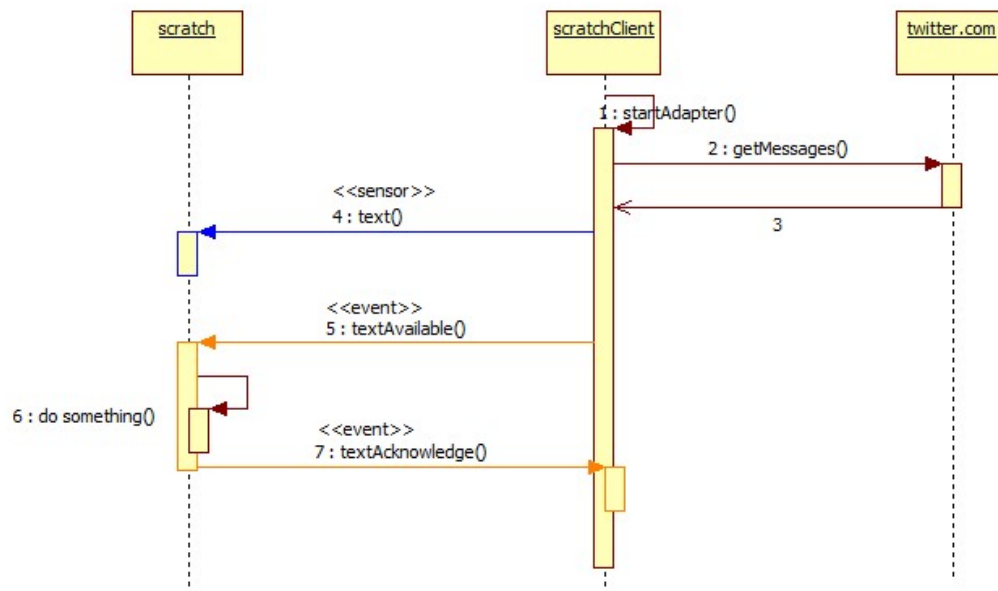 scratch
scratchClient
twitter.com
1 : startAdapter()
2 : getMessages()
3
<<sensor>>
4 : text()
<<event>>
5 : textAvailable()
6 : do something()
<<event>>
7 : textAcknowledge()